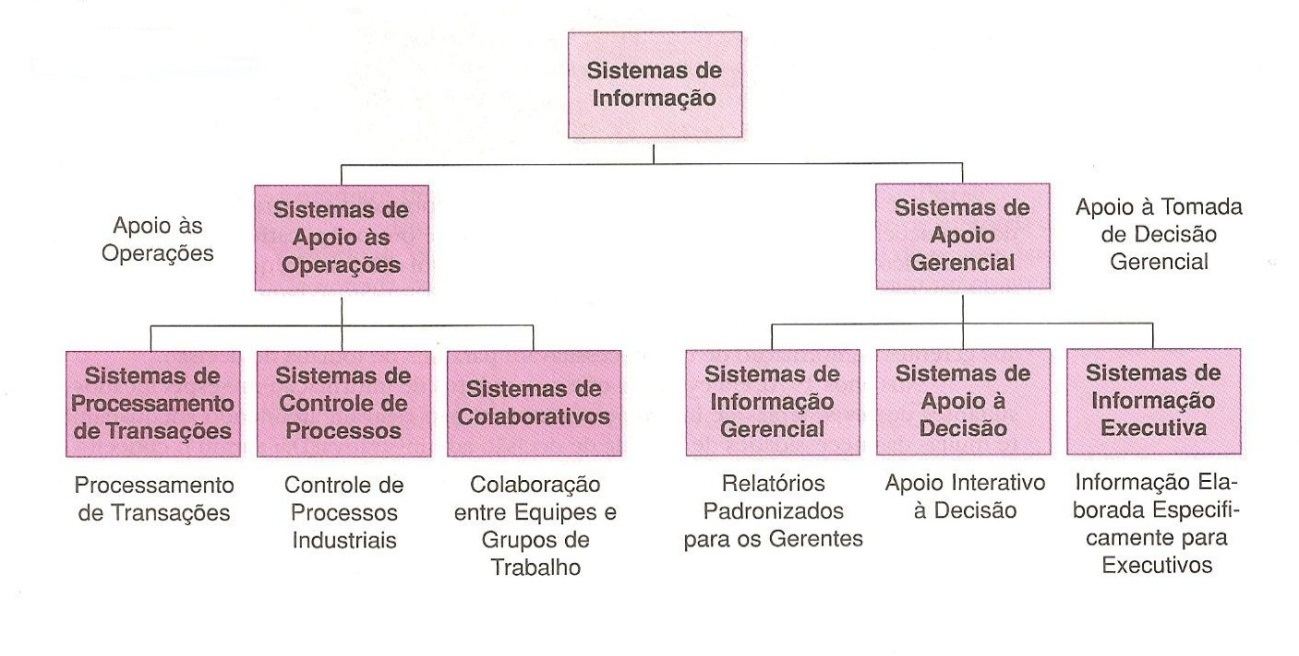 Sistemas de
Informação
Apoio às
Operações
Sistemas de
Apoio às
Operações
Sistemas de
Apoio
Gerencial
Apoio à Tomada
de Decisão
Gerencial
Sistemas de
Processamento
de Transações
Sistemas de
Controle de
Processos
Sistemas de
Colaborativos
Sistemas de
Informação
Gerencial
Sistemas de
Apoio à
Decisão
Sistemas de
Informação
Executiva
Processamento
de Transações
Controle de
Processos
Industriais
Colaboração
entre Equipes e
Grupos de
Trabalho
Relatórios
Padronizados
para os Gerentes
Apoio Interativo
à Decisão
Informação Ela-
borada Especifi-
camente para
Executivos